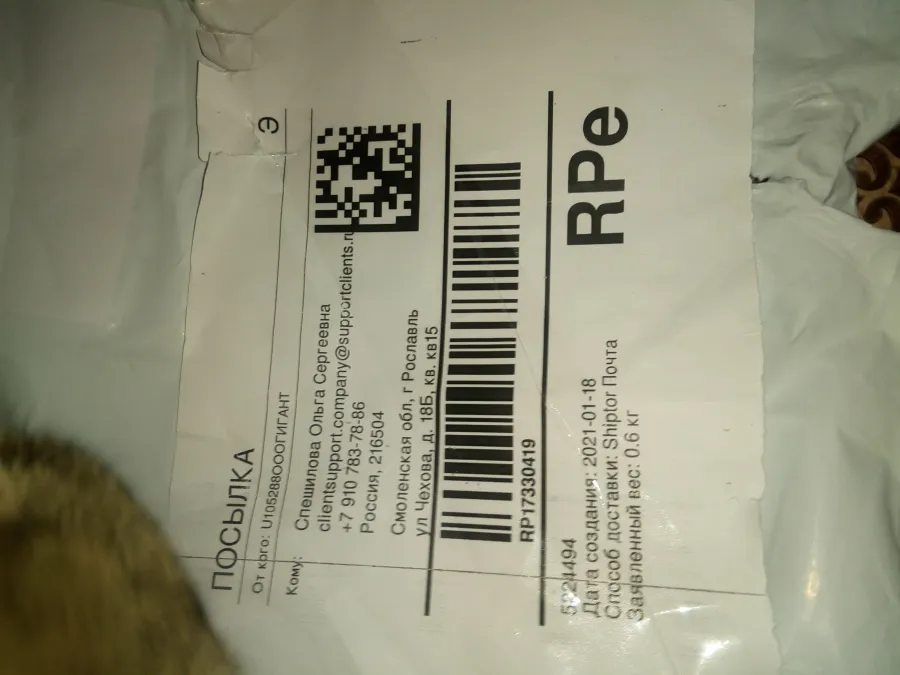 ПОСЫЛКА
Э
От кого: U105288ОООГИГАНТ
Кому:
Спешилова Ольга Сергеевна
clientsupport.company@supportclients.ru
+7 910 783-78-86
Россия, 216504
Смоленская обл, г Рославль
ул Чехова, д. 18Б, кв. кв15
RP17330419
RPe
5824494
Дата создания: 2021-01-18
Способ доставки: Shiptor Почта
Заявленный вес: 0.6 кг